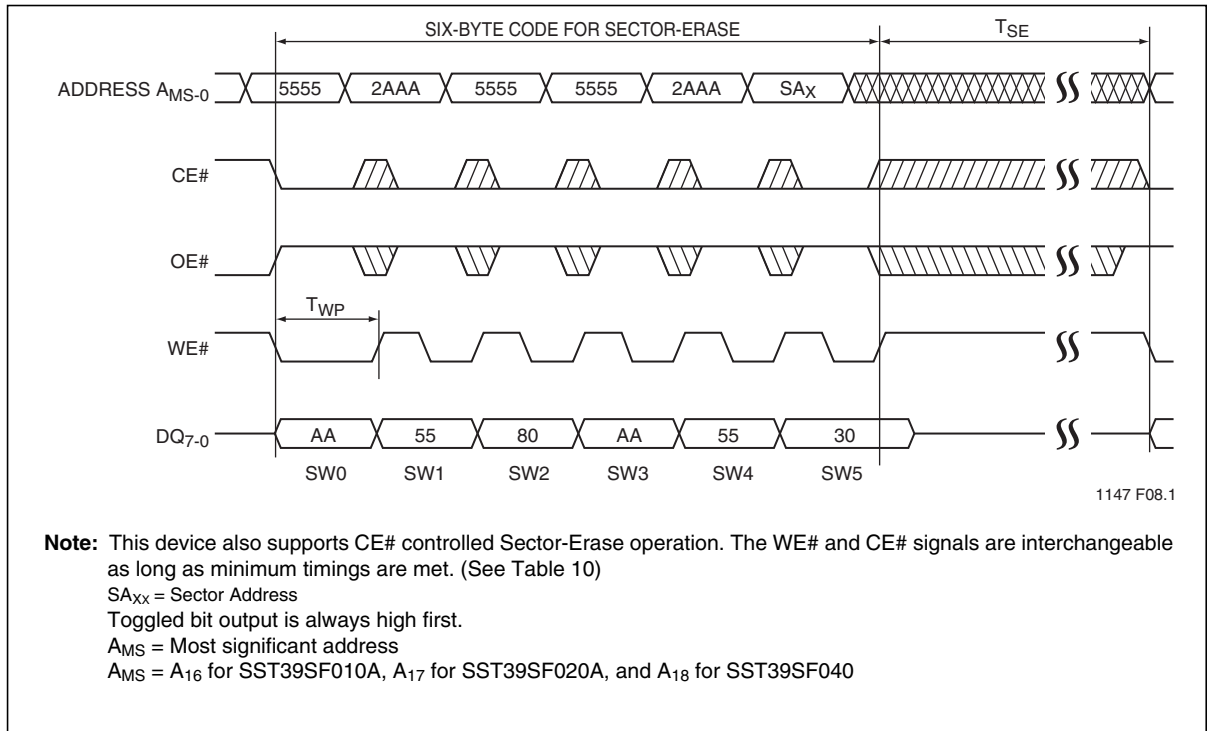 SIX-BYTE CODE FOR SECTOR-ERASE TSE
ADDRESS AMS-0 5555 2AAA 5555 5555 2AAA SAX
CE#
OE#
TWP
WE#
DQ7-0 AA 55 80 AA 55 30
SW0 SW1 SW2 SW3 SW4 SW5
1147 F08.1
Note: This device also supports CE# controlled Sector-Erase operation. The WE# and CE# signals are interchangeable
as long as minimum timings are met. (See Table 10)
SAXx = Sector Address
Toggled bit output is always high first.
AMS = Most significant address
AMS = A16 for SST39SF010A, A17 for SST39SF020A, and A18 for SST39SF040